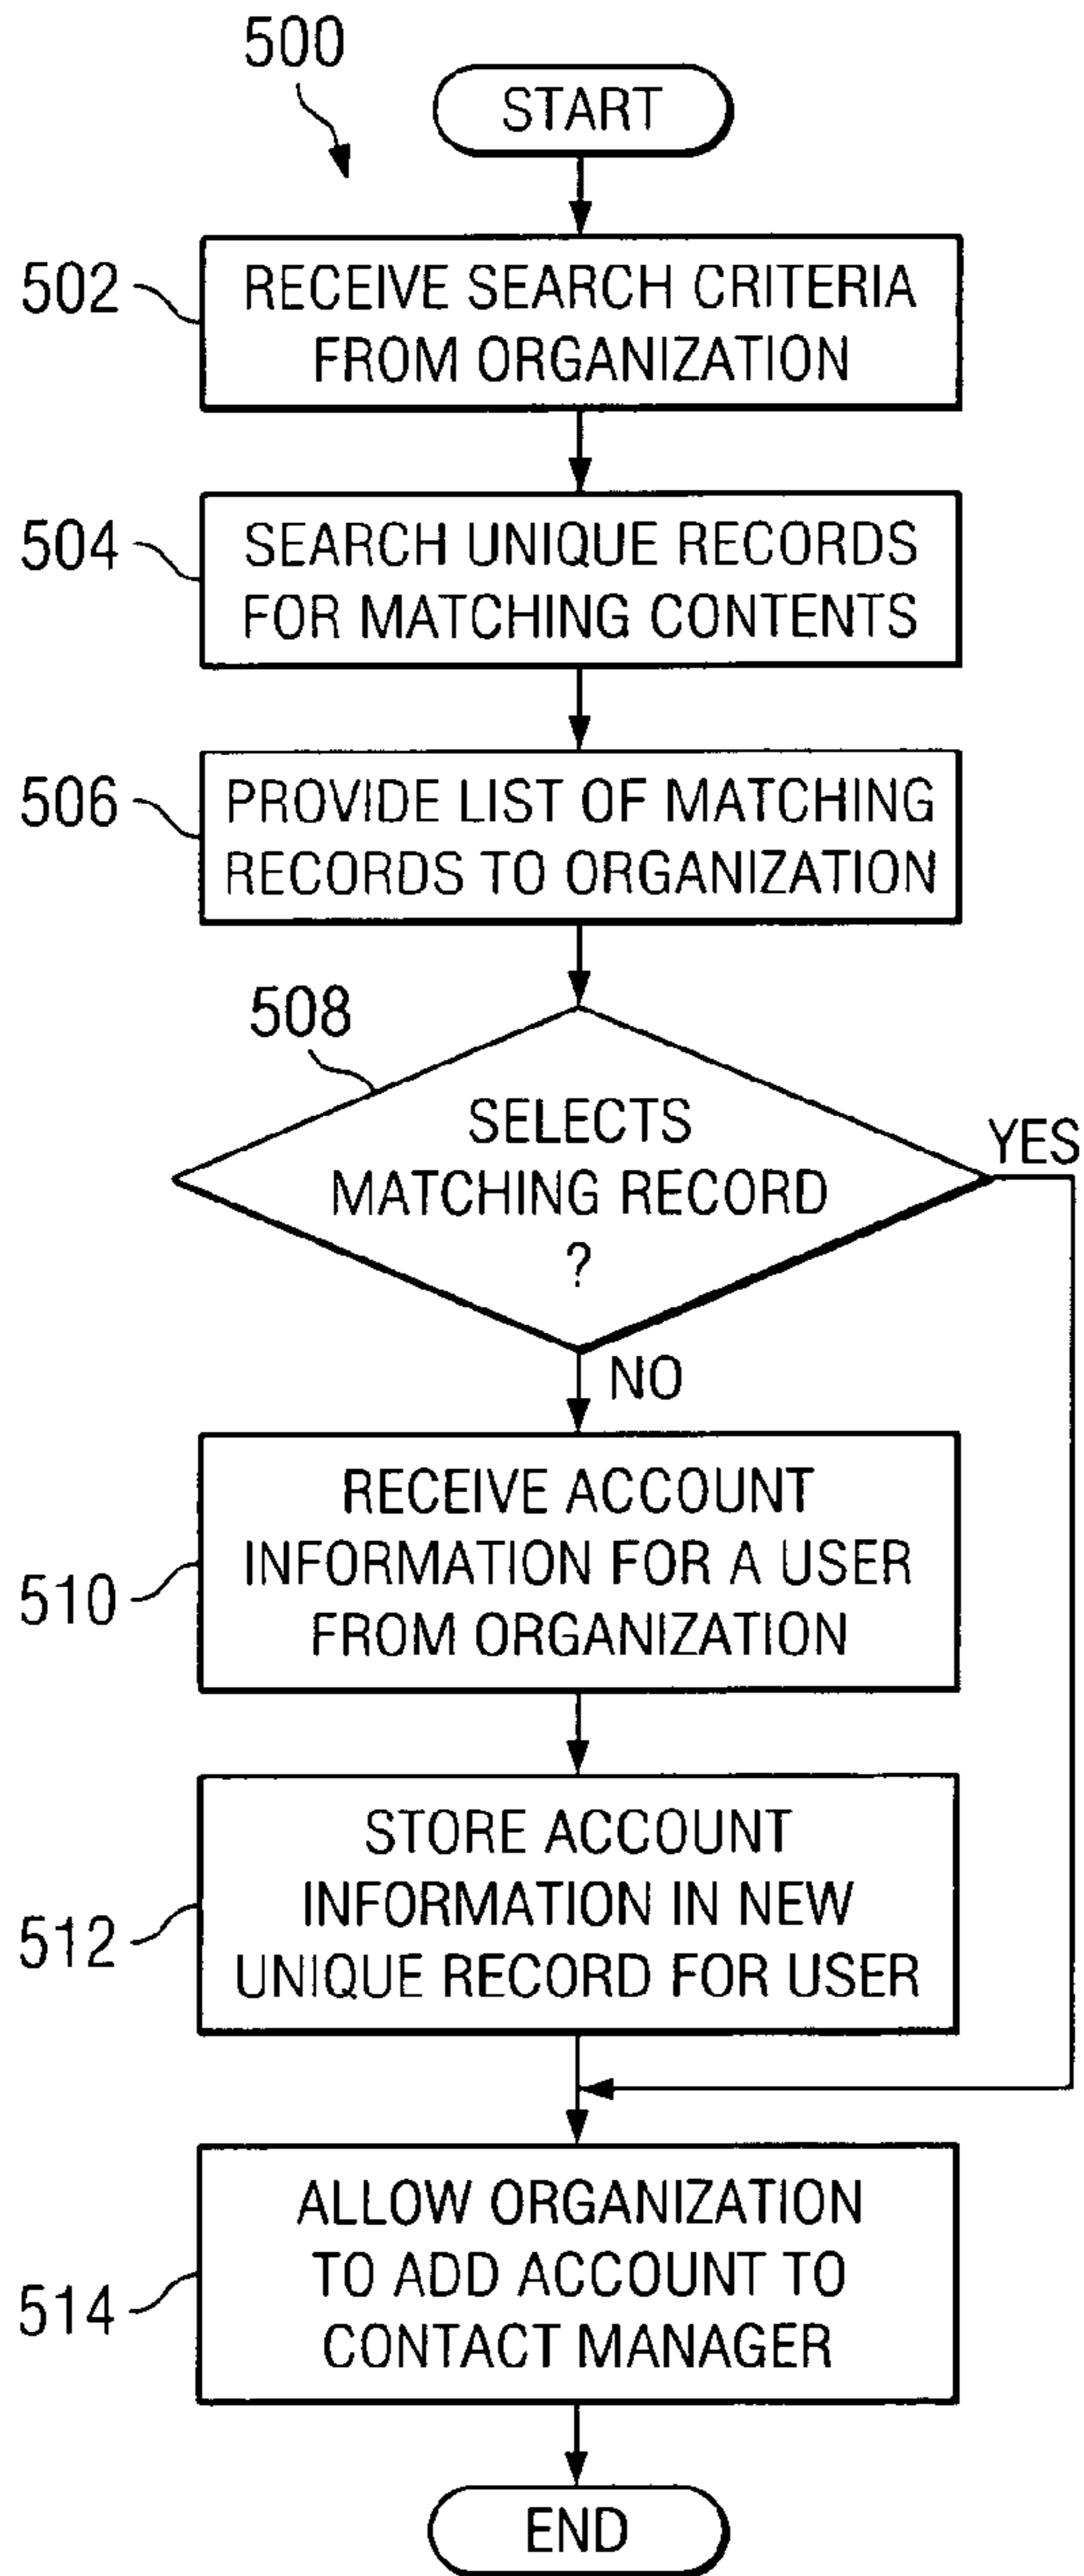 500
START
502
RECEIVE SEARCH CRITERIA
FROM ORGANIZATION
504
SEARCH UNIQUE RECORDS
FOR MATCHING CONTENTS
506
PROVIDE LIST OF MATCHING
RECORDS TO ORGANIZATION
508
SELECTS
MATCHING RECORD
?
YES
NO
510
RECEIVE ACCOUNT
INFORMATION FOR A USER
FROM ORGANIZATION
512
STORE ACCOUNT
INFORMATION IN NEW
UNIQUE RECORD FOR USER
514
ALLOW ORGANIZATION
TO ADD ACCOUNT TO
CONTACT MANAGER
END